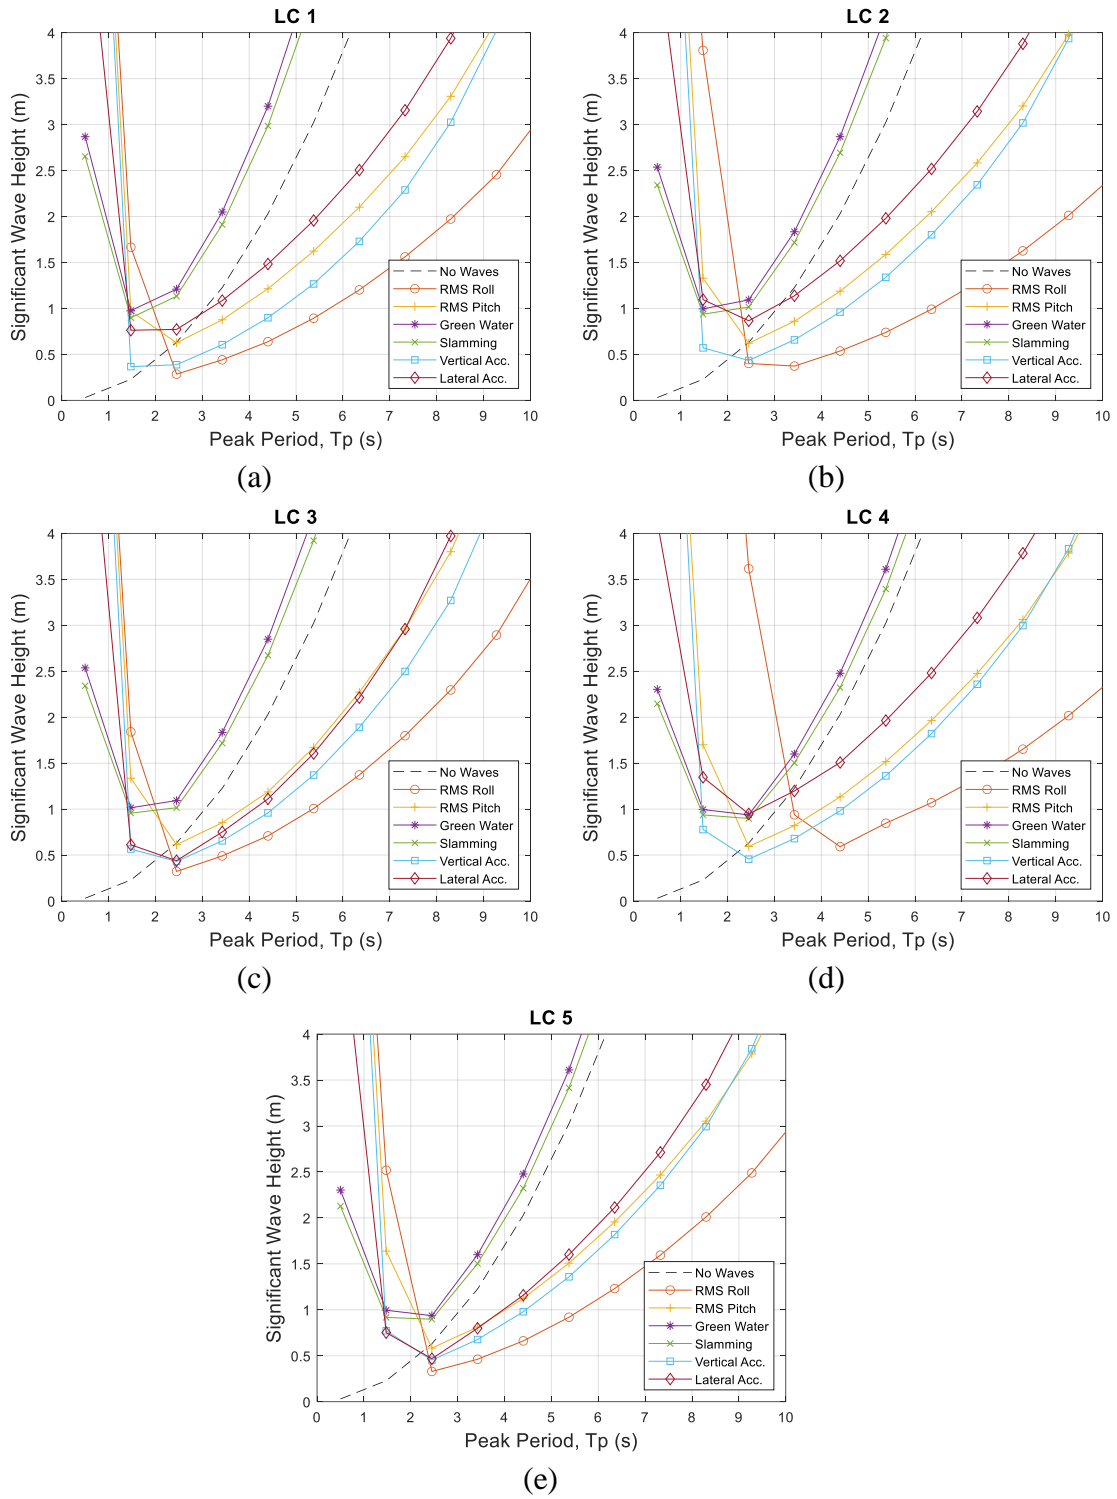 LC 1
Significant Wave Height (m)
4
3.5
3
2.5
2
1.5
1
0.5
0
No Waves
RMS Roll
RMS Pitch
Green Water
Slamming
Vertical Acc.
Lateral Acc.
0 1 2 3 4 5 6 7 8 9 10
Peak Period, Tp (s)
(a)
LC 2
Significant Wave Height (m)
4
3.5
3
2.5
2
1.5
1
0.5
0
No Waves
RMS Roll
RMS Pitch
Green Water
Slamming
Vertical Acc.
Lateral Acc.
0 1 2 3 4 5 6 7 8 9 10
Peak Period, Tp (s)
(b)
LC 3
Significant Wave Height (m)
4
3.5
3
2.5
2
1.5
1
0.5
0
No Waves
RMS Roll
RMS Pitch
Green Water
Slamming
Vertical Acc.
Lateral Acc.
0 1 2 3 4 5 6 7 8 9 10
Peak Period, Tp (s)
(c)
LC 4
Significant Wave Height (m)
4
3.5
3
2.5
2
1.5
1
0.5
0
No Waves
RMS Roll
RMS Pitch
Green Water
Slamming
Vertical Acc.
Lateral Acc.
0 1 2 3 4 5 6 7 8 9 10
Peak Period, Tp (s)
(d)
LC 5
Significant Wave Height (m)
4
3.5
3
2.5
2
1.5
1
0.5
0
No Waves
RMS Roll
RMS Pitch
Green Water
Slamming
Vertical Acc.
Lateral Acc.
0 1 2 3 4 5 6 7 8 9 10
Peak Period, Tp (s)
(e)